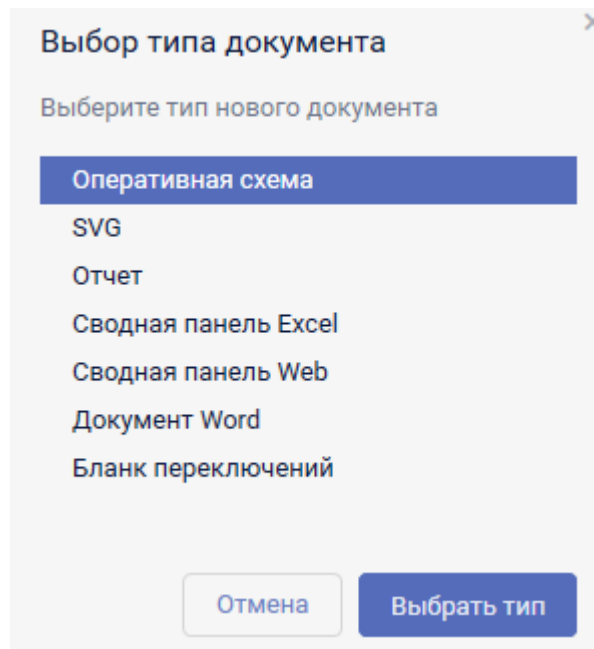 Выбор типа документа
Выберите тип нового документа
Оперативная схема
SVG
Отчет
Сводная панель Excel
Сводная панель Web
Документ Word
Бланк переключений
Отмена
Выбрать тип